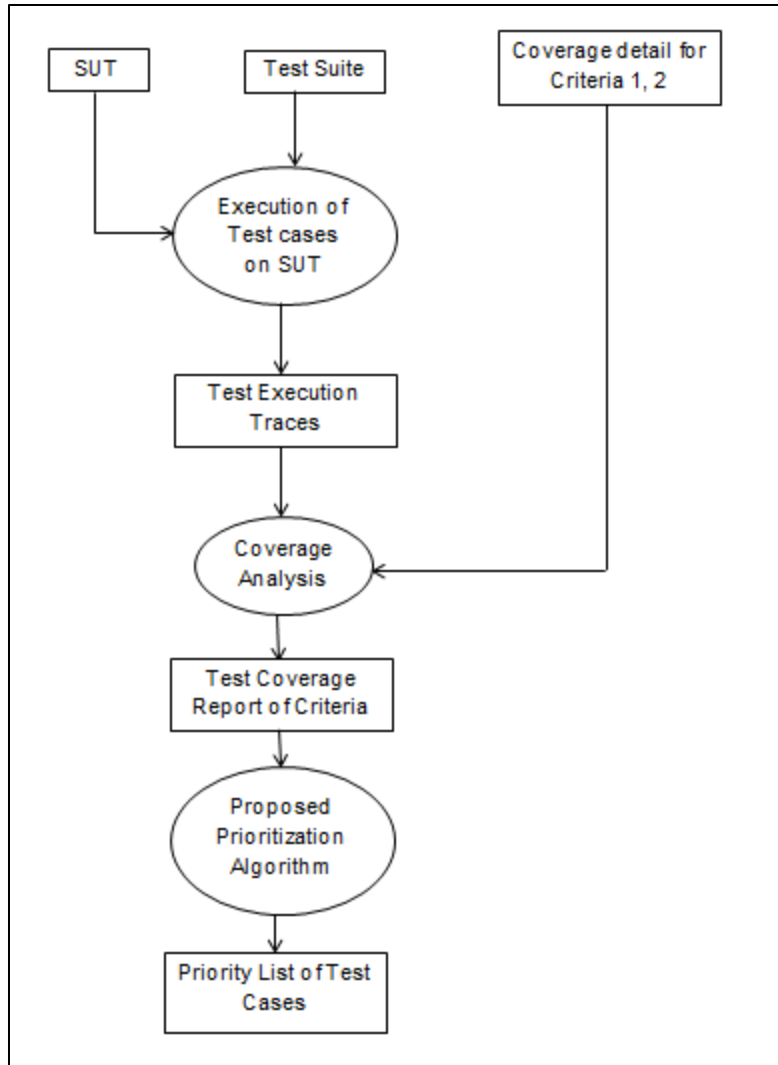 SUT
Test Suite
Coverage detail for
Criteria 1, 2
Execution of
Test cases
on SUT
Test Execution
Traces
Coverage
Analysis
Test Coverage
Report of Criteria
Proposed
Prioritization
Algorithm
Priority List of Test
Cases